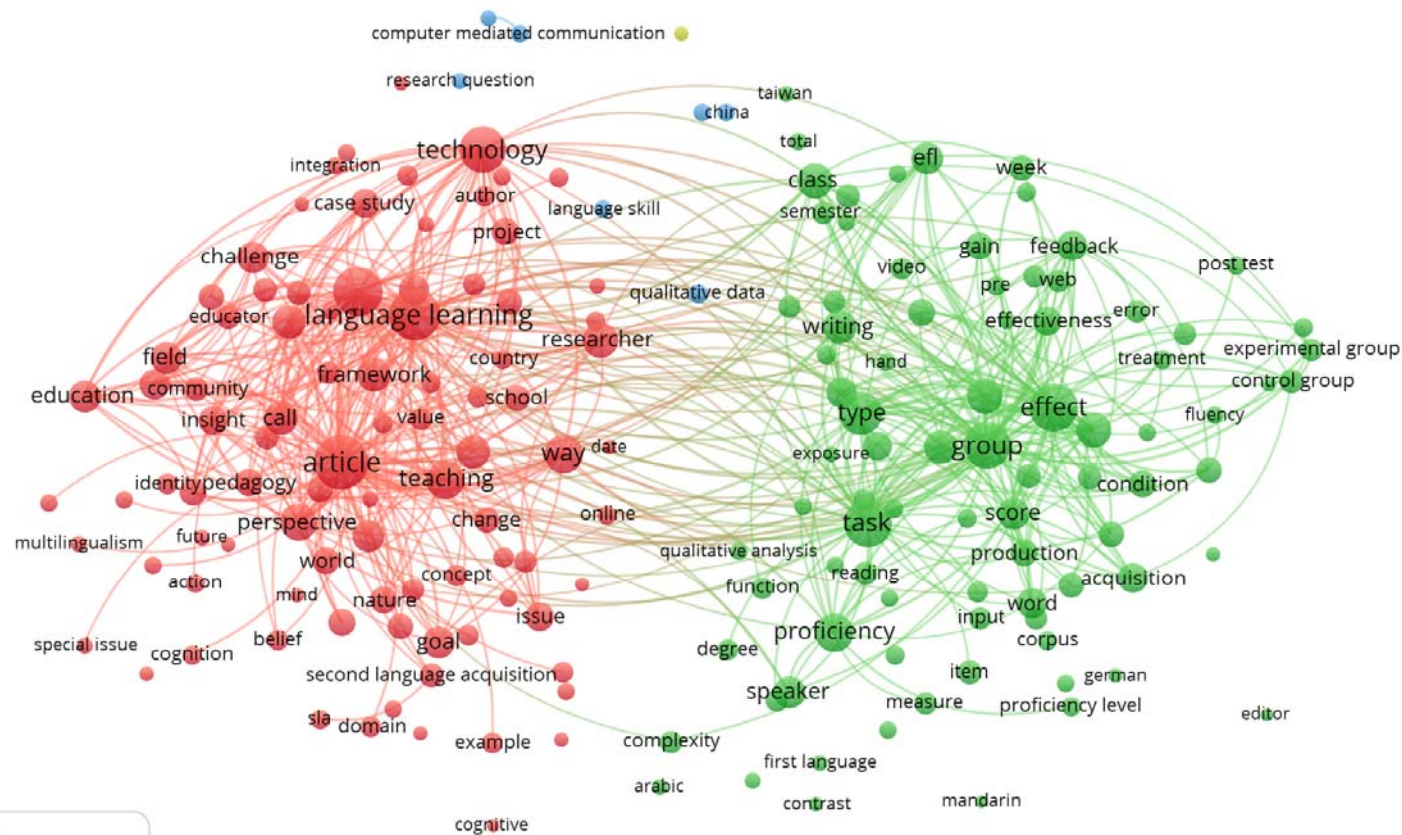 computer mediated communication
research question
taiwan
china
total
technology
integration
efl
week
class
author
case study
language skill
semester
project
challenge
gain
feedback
video
post test
web
pre
qualitative data
language learning
educator
error
effectiveness
writing
researcher
experimental group
field
country
hand
treatment
framework
control group
community
education
school
effect
type
fluency
insight
call
value
group
way
date
exposure
article
teaching
identity
pedagogy
condition
online
score
change
perspective
task
future
multilingualism
qualitative analysis
production
world
concept
reading
acquisition
action
function
mind
nature
word
issue
input
proficiency
belief
goal
corpus
special issue
cognition
degree
second language acquisition
item
german
speaker
measure
proficiency level
editor
sla
domain
example
complexity
first language
arabic
contrast
mandarin
cognitive